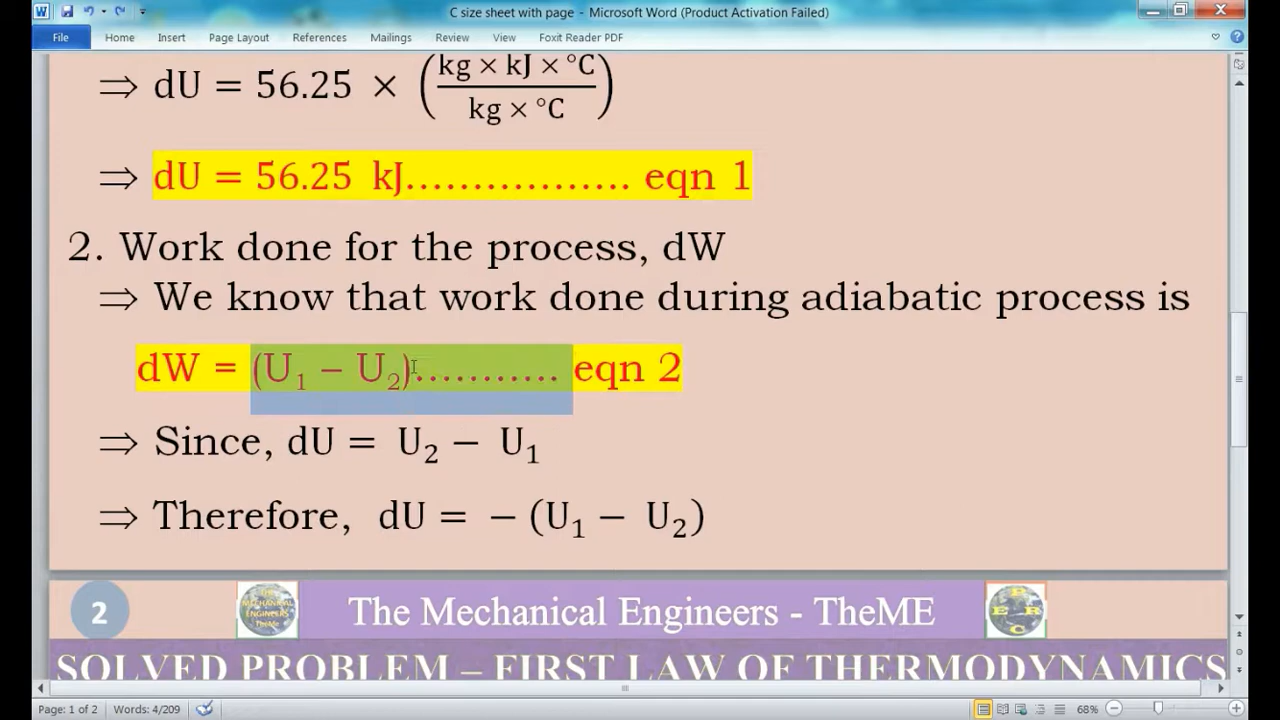 C size sheet with page - Microsoft Word (Product Activation Failed)
File Home Insert Page Layout References Mailings Review View Foxit Reader PDF
⇒ dU = 56.25 × (kg × kJ × °C / kg × °C)
⇒ dU = 56.25 kJ................. eqn 1
2. Work done for the process, dW
⇒ We know that work done during adiabatic process is
dW = (U₁ − U₂)........... eqn 2
⇒ Since, dU = U₂ − U₁
⇒ Therefore, dU = − (U₁ − U₂)
2 The Mechanical Engineers - TheME
SOLVED PROBLEM – FIRST LAW OF THERMODYNAMICS
Page: 1 of 2 Words: 4/209 68%